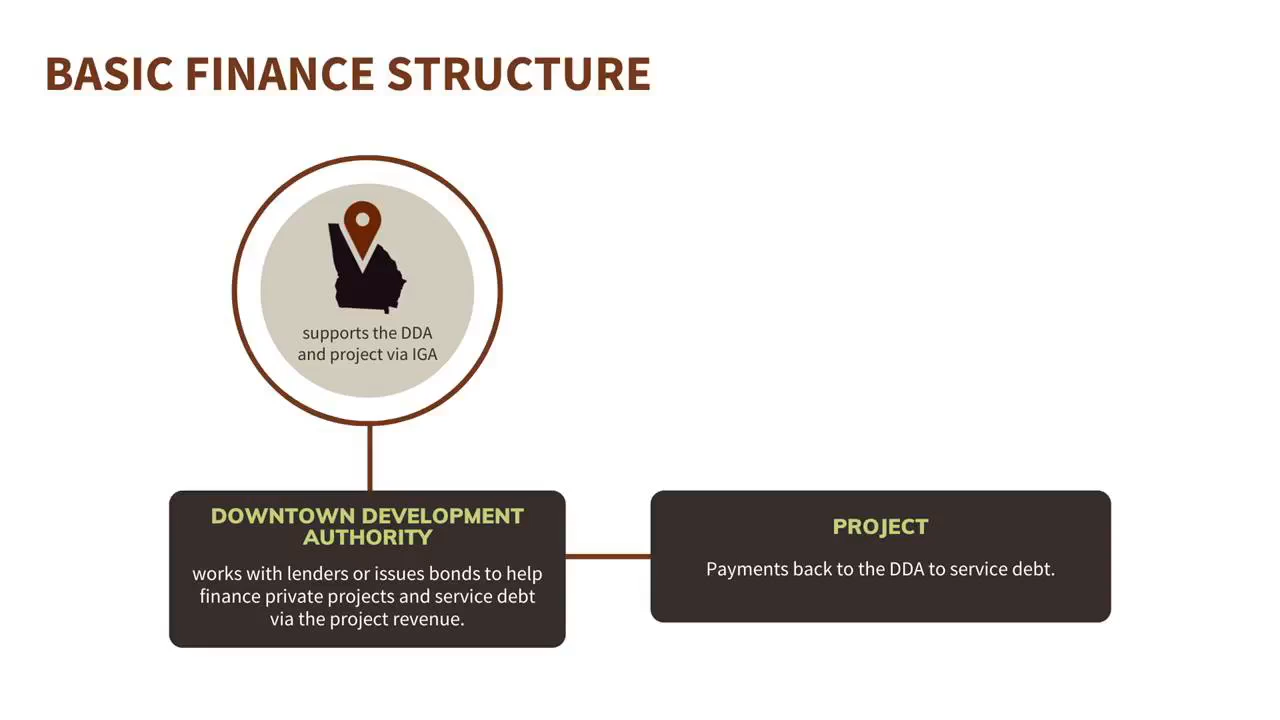 BASIC FINANCE STRUCTURE
supports the DDA
and project via IGA
DOWNTOWN DEVELOPMENT
AUTHORITY
works with lenders or issues bonds to help
finance private projects and service debt
via the project revenue.
PROJECT
Payments back to the DDA to service debt.